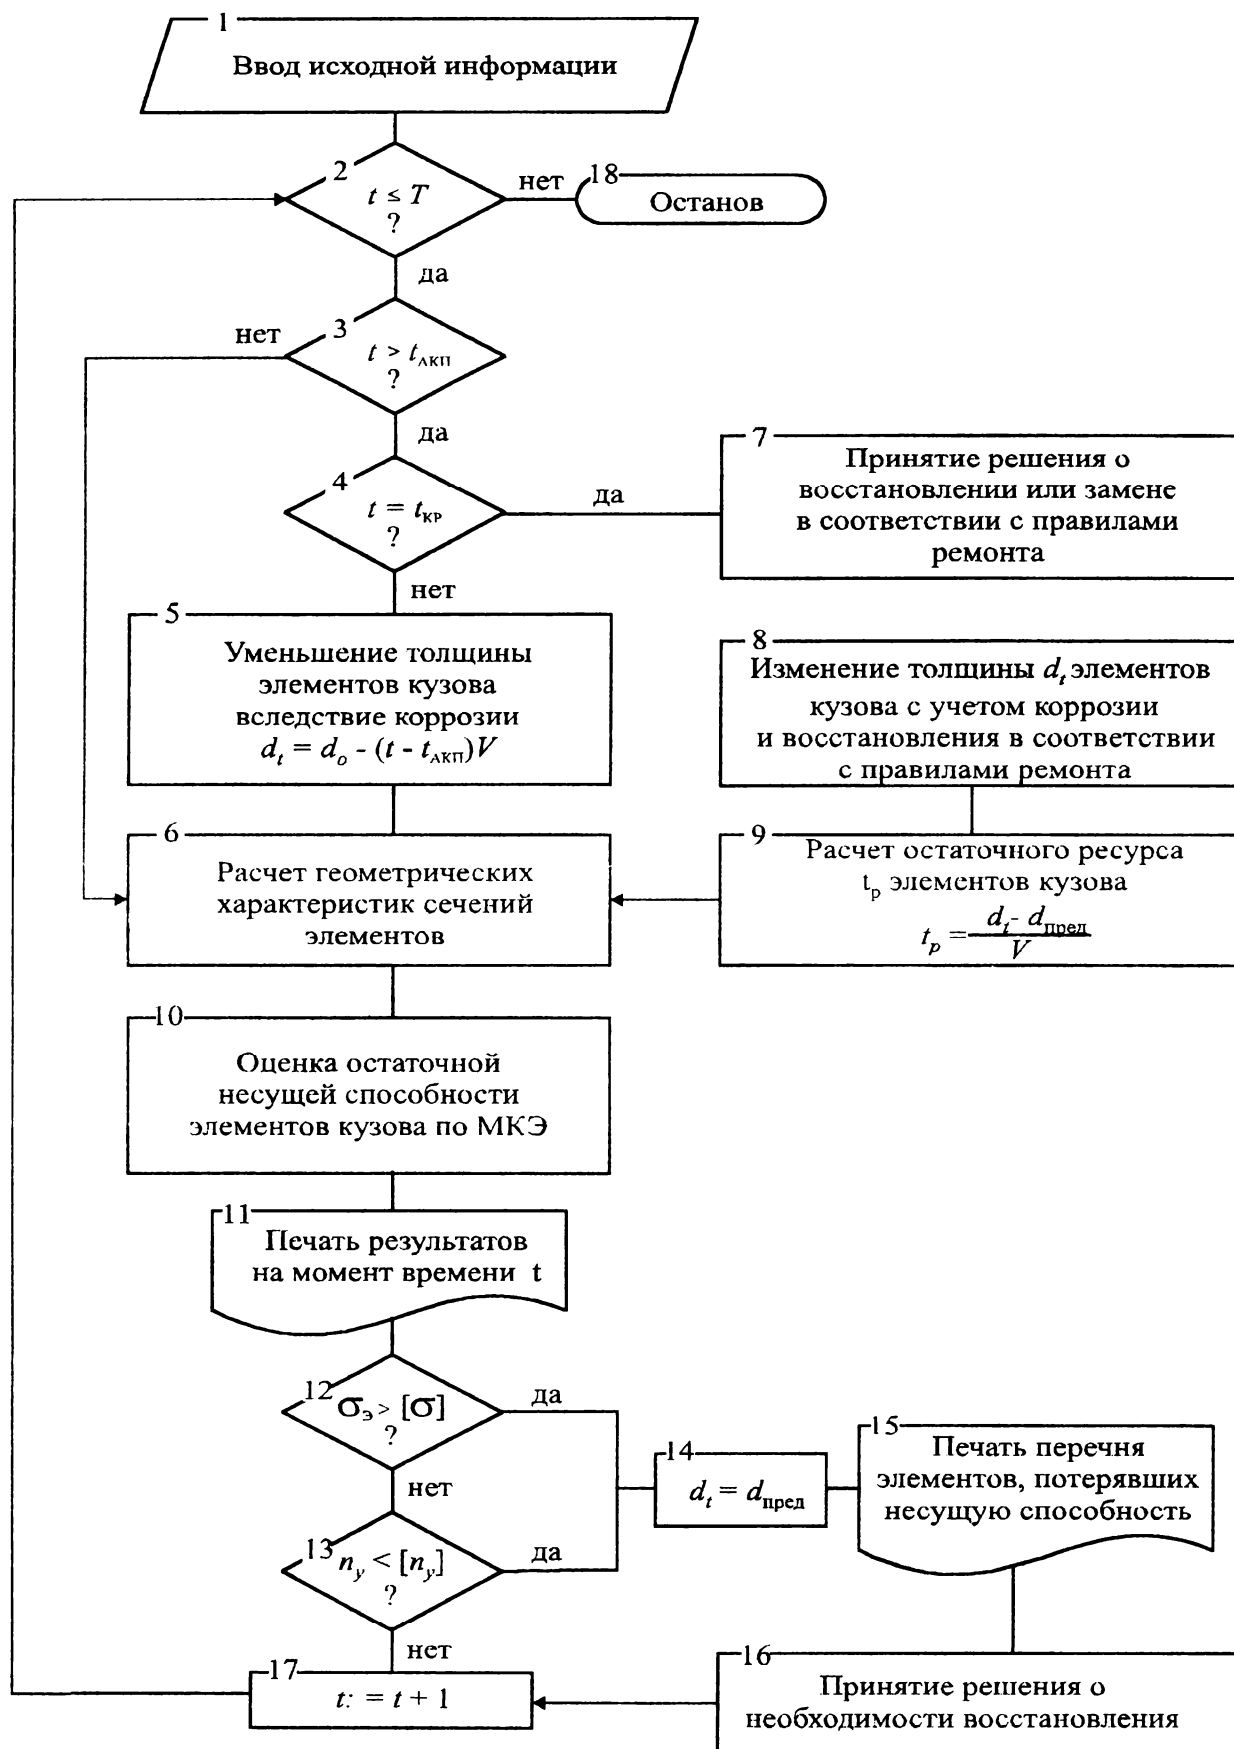 1
Ввод исходной информации
2
t ≤ T
?
нет
18
Останов
да
нет
3
t > tАКП
?
да
4
t = tКР
?
да
7
Принятие решения о
восстановлении или замене
в соответствии с правилами
ремонта
нет
5
Уменьшение толщины
элементов кузова
вследствие коррозии
dt = do - (t - tАКП)V
8
Изменение толщины dt элементов
кузова с учетом коррозии
и восстановления в соответствии
с правилами ремонта
6
Расчет геометрических
характеристик сечений
элементов
9
Расчет остаточного ресурса
tр элементов кузова
tp = dt - dпред
V
10
Оценка остаточной
несущей способности
элементов кузова по МКЭ
11
Печать результатов
на момент времени t
12
σэ > [σ]
?
да
нет
13
ny < [ny]
?
да
14
dt = dпред
15
Печать перечня
элементов, потерявших
несущую способность
нет
17
t: = t + 1
16
Принятие решения о
необходимости восстановления